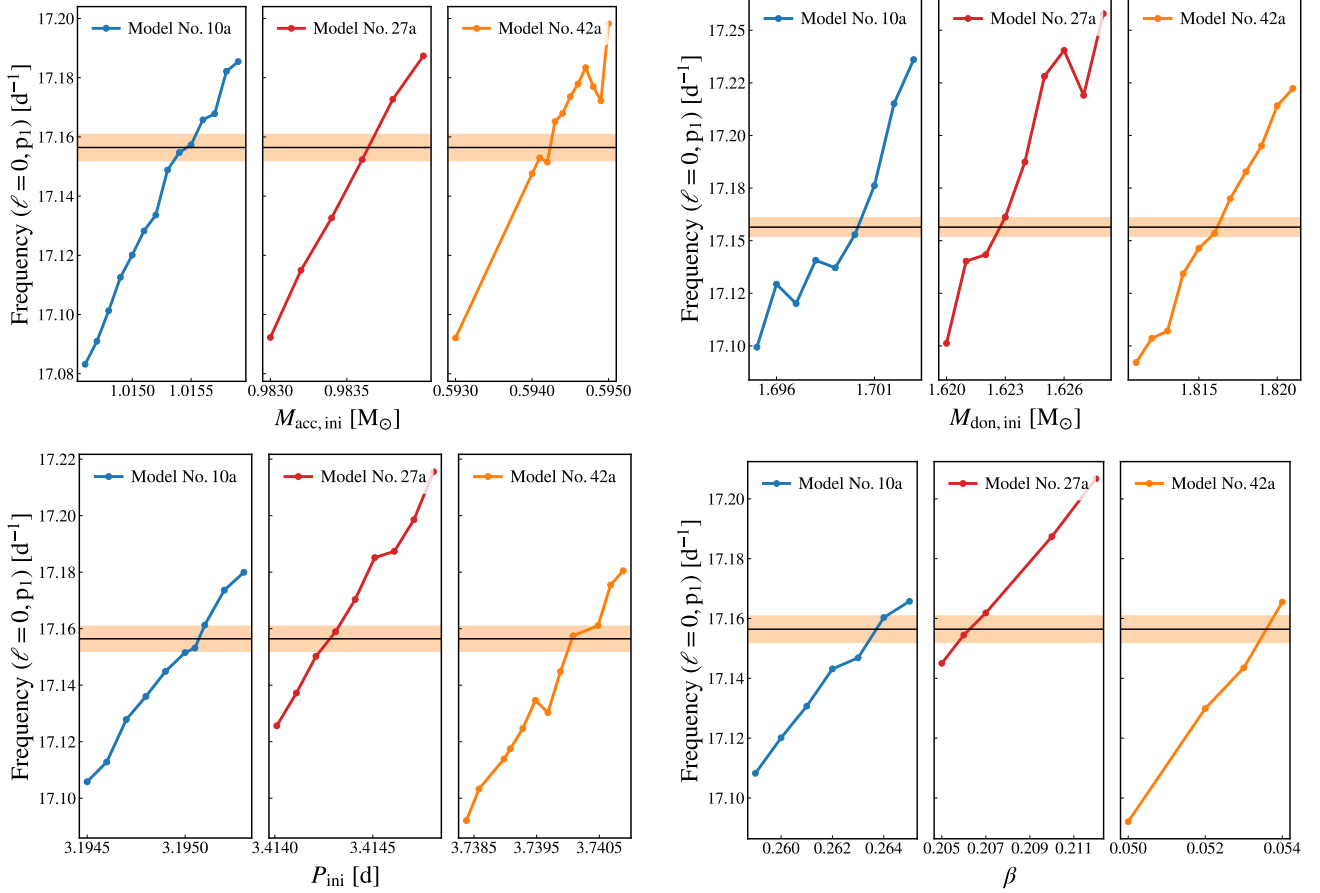 Model No. 10a
Model No. 27a
Model No. 42a
17.20
17.18
17.16
17.14
17.12
17.10
17.08
Frequency (ℓ = 0, p₁) [d⁻¹]
1.0150 1.0155
0.9830 0.9835
0.5930 0.5940 0.5950
M_acc, ini [M_⊙]
Model No. 10a
Model No. 27a
Model No. 42a
17.25
17.22
17.20
17.18
17.15
17.12
17.10
Frequency (ℓ = 0, p₁) [d⁻¹]
1.696 1.701
1.620 1.623 1.626
1.815 1.820
M_don, ini [M_⊙]
Model No. 10a
Model No. 27a
Model No. 42a
17.22
17.20
17.18
17.16
17.14
17.12
17.10
Frequency (ℓ = 0, p₁) [d⁻¹]
3.1945 3.1950
3.4140 3.4145
3.7385 3.7395 3.7405
P_ini [d]
Model No. 10a
Model No. 27a
Model No. 42a
17.20
17.18
17.16
17.14
17.12
17.10
Frequency (ℓ = 0, p₁) [d⁻¹]
0.260 0.262 0.264
0.205 0.207 0.209 0.211
0.050 0.052 0.054
β